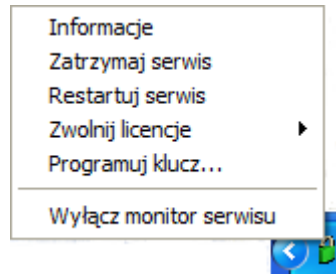 Informacje
Zatrzymaj serwis
Restartuj serwis
Zwolnij licencje
Programuj klucz...
Wyłącz monitor serwisu